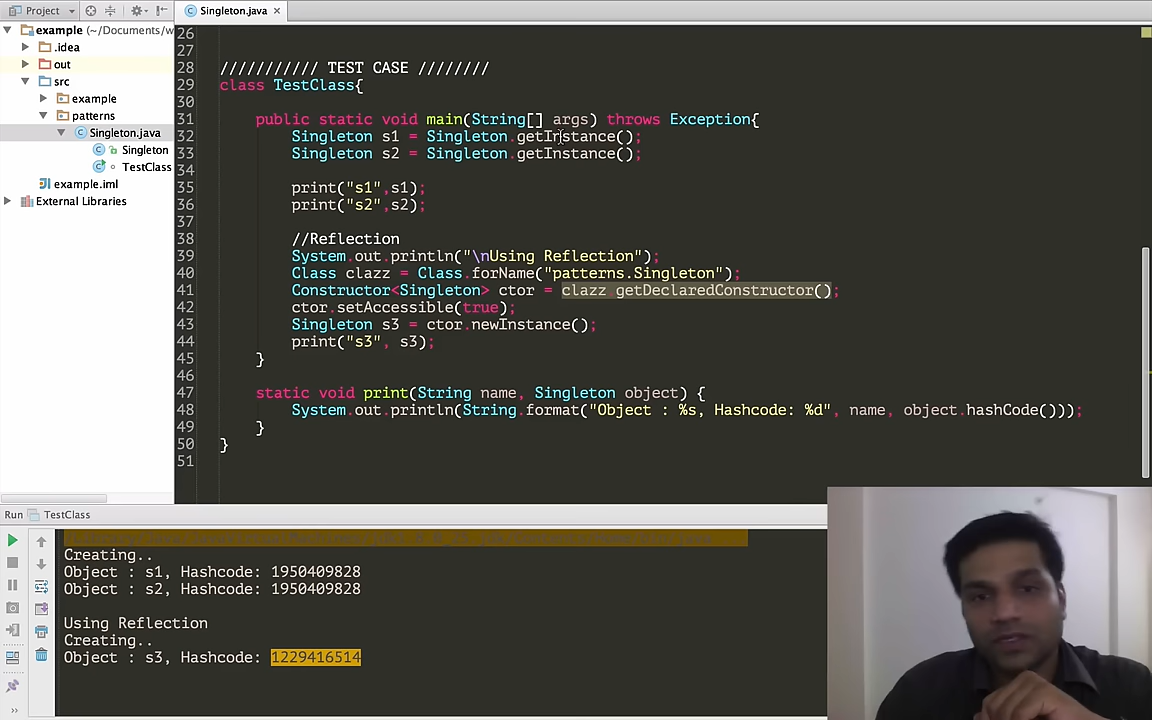 Project
Singleton.java
example (~/Documents/w
.idea
out
src
example
patterns
Singleton.java
Singleton
TestClass
example.iml
External Libraries
26
27
28 /////////// TEST CASE ////////
29 class TestClass{
30
31 public static void main(String[] args) throws Exception{
32 Singleton s1 = Singleton.getInstance();
33 Singleton s2 = Singleton.getInstance();
34
35 print("s1",s1);
36 print("s2",s2);
37
38 //Reflection
39 System.out.println("\nUsing Reflection");
40 Class clazz = Class.forName("patterns.Singleton");
41 Constructor<Singleton> ctor = clazz.getDeclaredConstructor();
42 ctor.setAccessible(true);
43 Singleton s3 = ctor.newInstance();
44 print("s3", s3);
45 }
46
47 static void print(String name, Singleton object) {
48 System.out.println(String.format("Object : %s, Hashcode: %d", name, object.hashCode()));
49 }
50 }
51
Run TestClass
Creating..
Object : s1, Hashcode: 1950409828
Object : s2, Hashcode: 1950409828
Using Reflection
Creating..
Object : s3, Hashcode: 1229416514